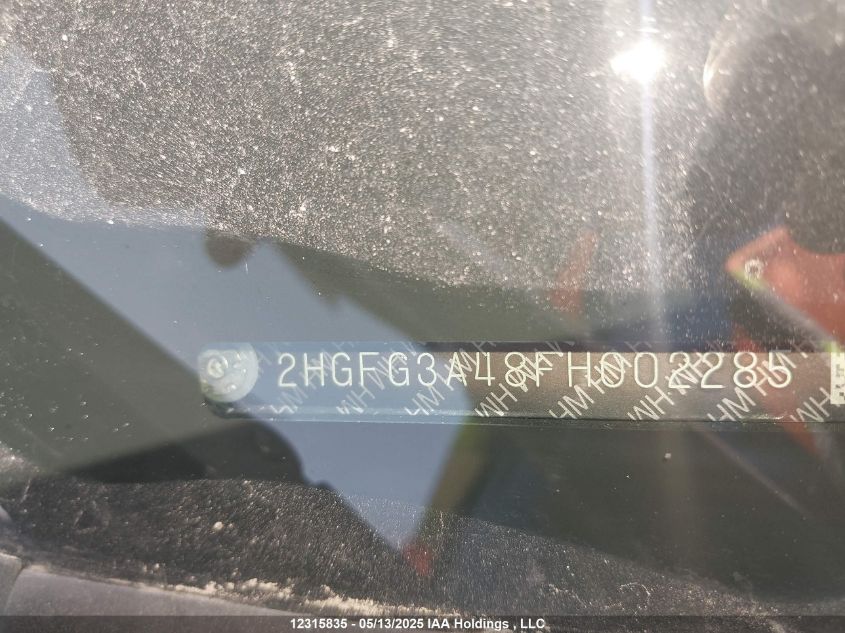 2HGFG3A48FH002285
12315835 - 05/13/2025 IAA Holdings , LLC